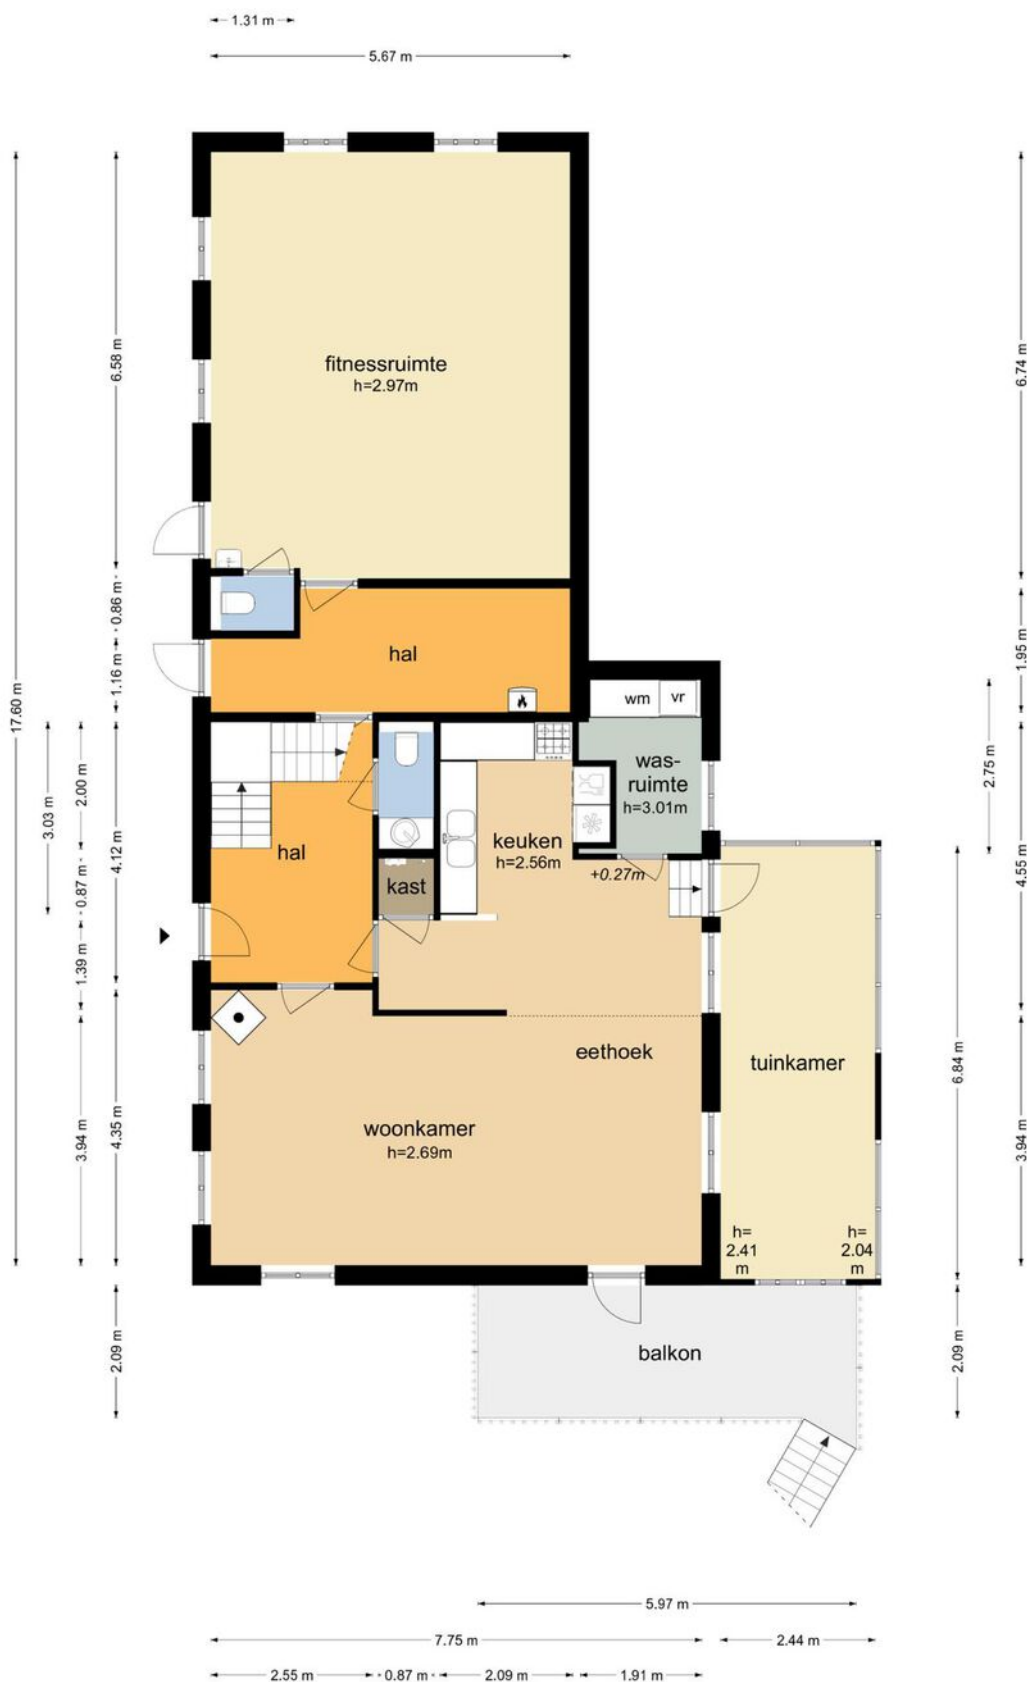 1.31 m
5.67 m
17.60 m
6.58 m
0.86 m
1.16 m
4.12 m
4.35 m
2.09 m
2.00 m
0.87 m
1.39 m
3.94 m
3.03 m
fitnessruimte
h=2.97m
hal
wm
vr
was-
ruimte
h=3.01m
hal
keuken
h=2.56m
kast
+0.27m
eethoek
tuinkamer
woonkamer
h=2.69m
h=
2.41
m
h=
2.04
m
balkon
6.74 m
1.95 m
4.55 m
3.94 m
2.75 m
6.84 m
2.09 m
5.97 m
7.75 m
2.44 m
2.55 m
0.87 m
2.09 m
1.91 m